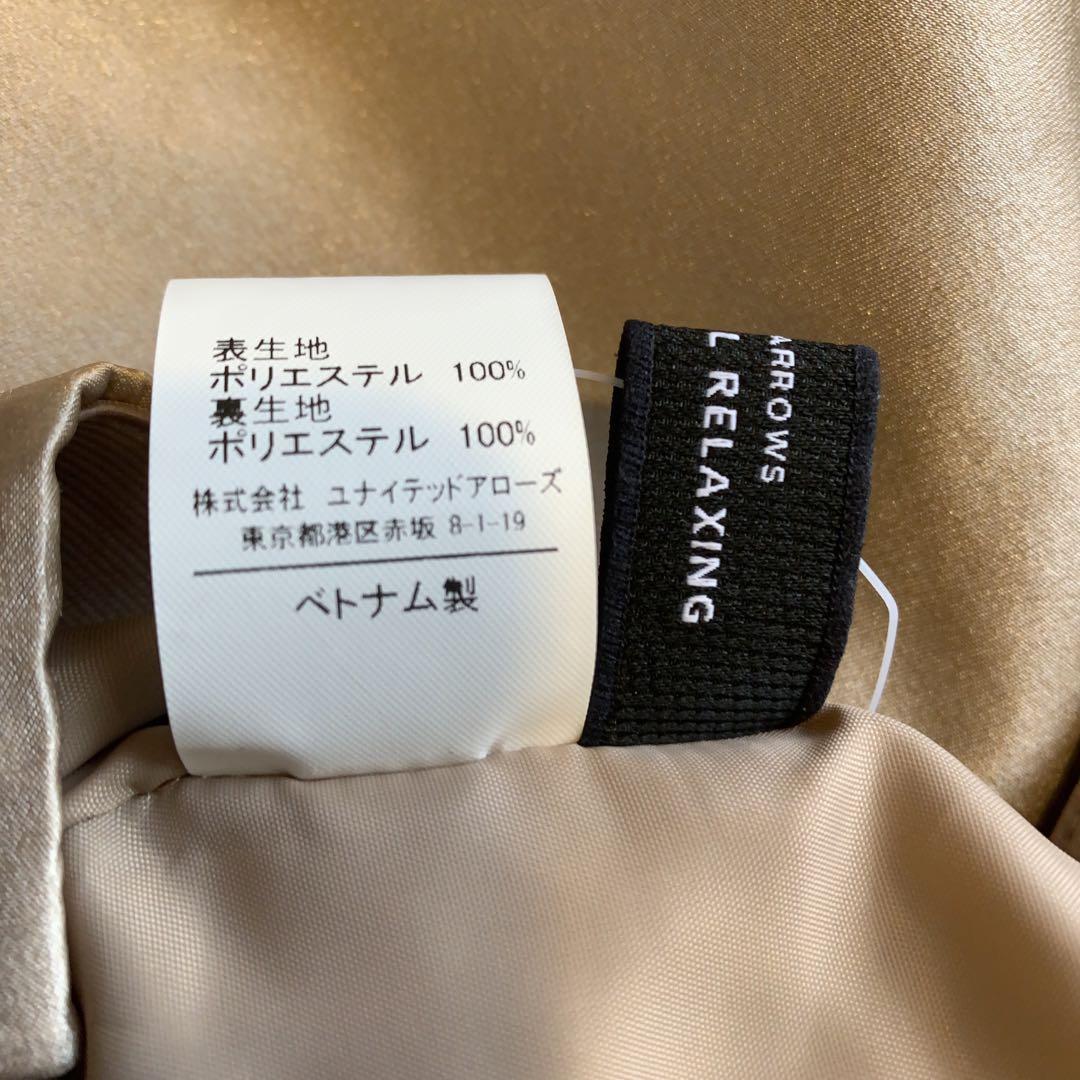 表生地
ポリエステル 100%
裏生地
ポリエステル 100%
株式会社 ユナイテッドアローズ
東京都港区赤坂 8-1-19
ベトナム製
ARROWS
L RELAXING